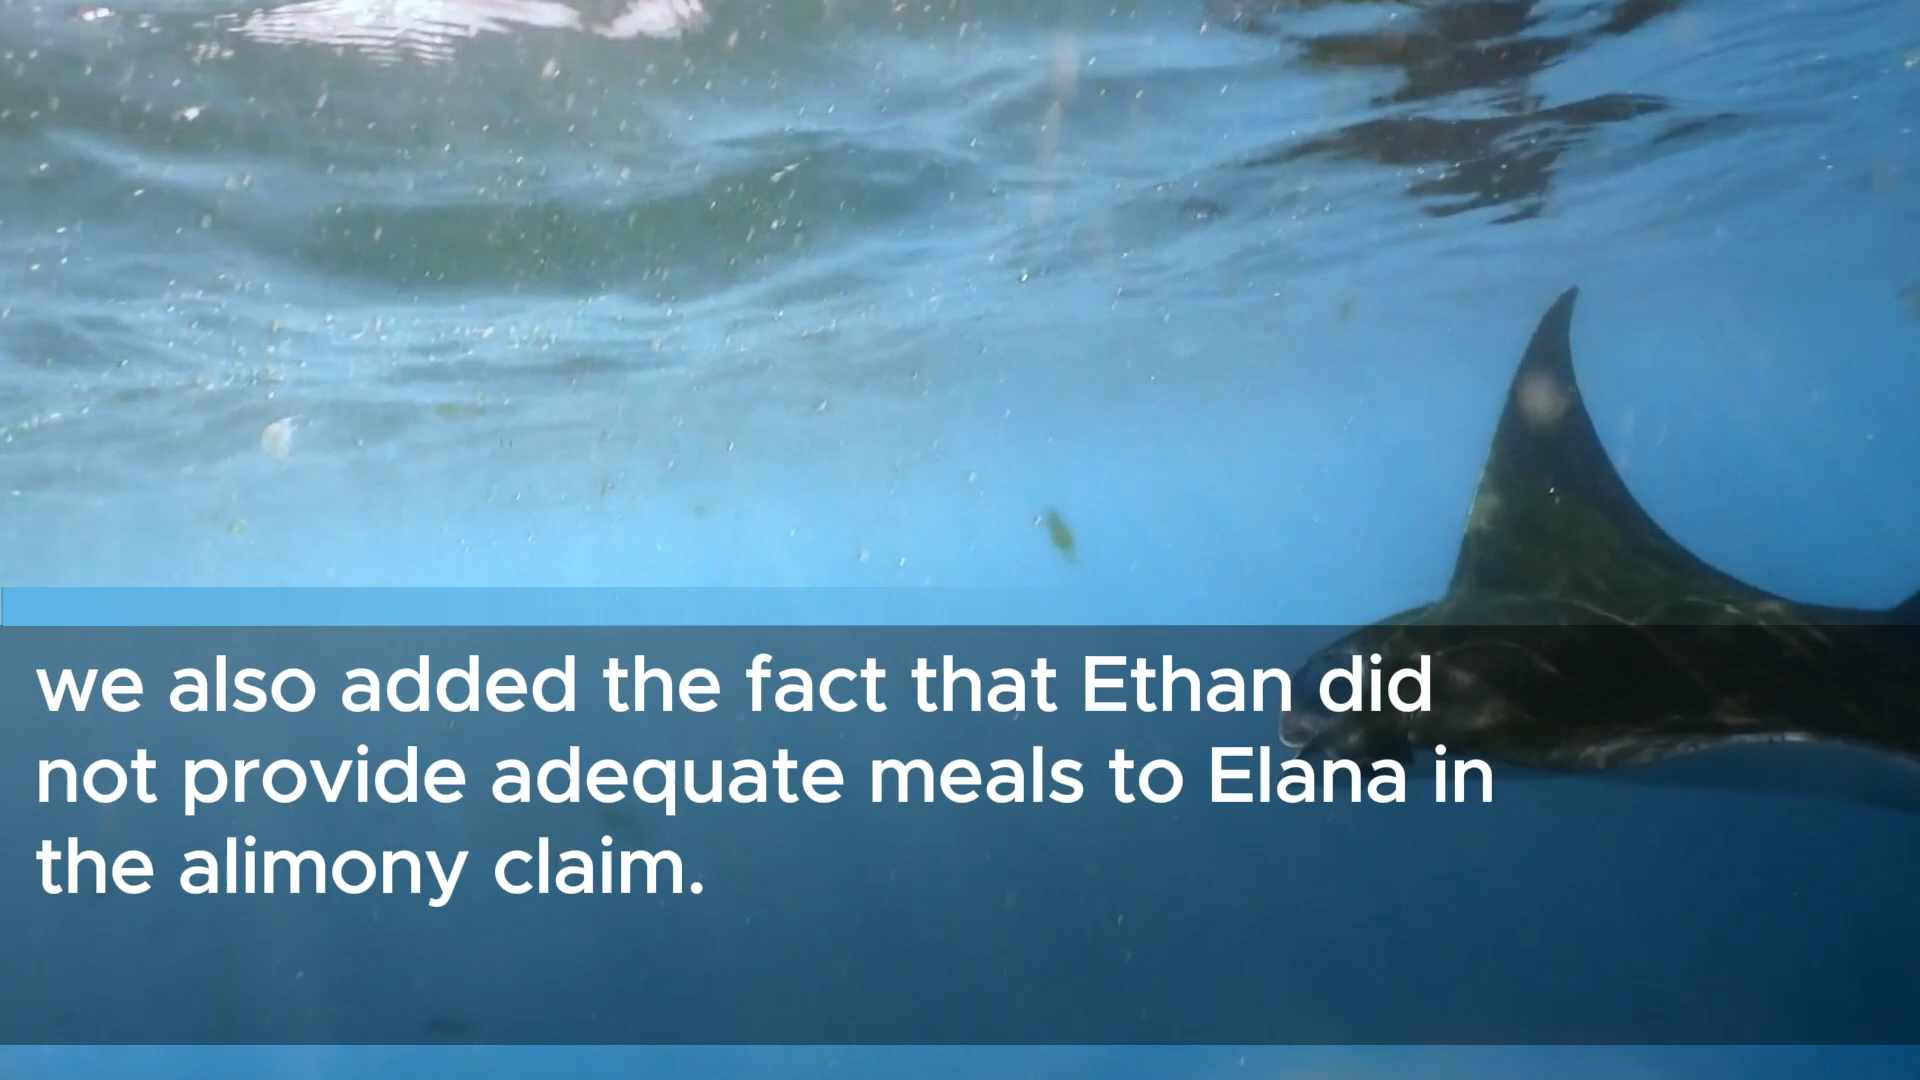 we also added the fact that Ethan did
not provide adequate meals to Elana in
the alimony claim.